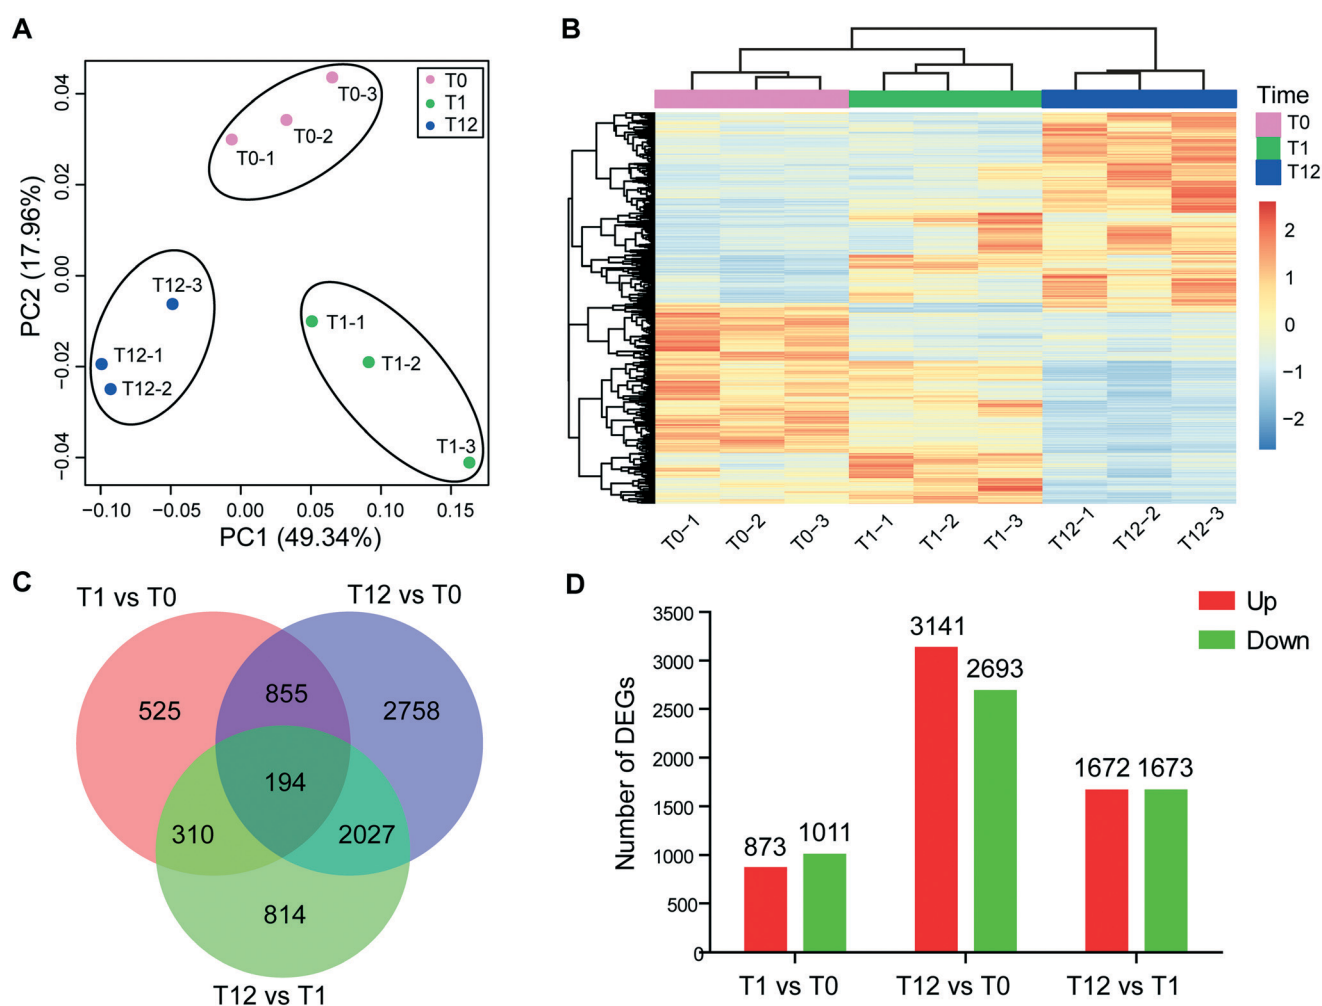 A
T0
T1
T12
T0-3
T0-2
T0-1
T12-3
T12-1
T12-2
T1-1
T1-2
T1-3
0.04
0.02
0.00
−0.02
−0.04
PC2 (17.96%)
−0.10
−0.05
0.00
0.05
0.10
0.15
PC1 (49.34%)
B
Time
T0
T1
T12
2
1
0
−1
−2
T0−1
T0−2
T0−3
T1−1
T1−2
T1−3
T12−1
T12−2
T12−3
C
T1 vs T0
T12 vs T0
525
855
2758
194
310
2027
814
T12 vs T1
D
Up
Down
Number of DEGs
3500
3000
2500
2000
1500
1000
500
0
873
1011
3141
2693
1672
1673
T1 vs T0
T12 vs T0
T12 vs T1